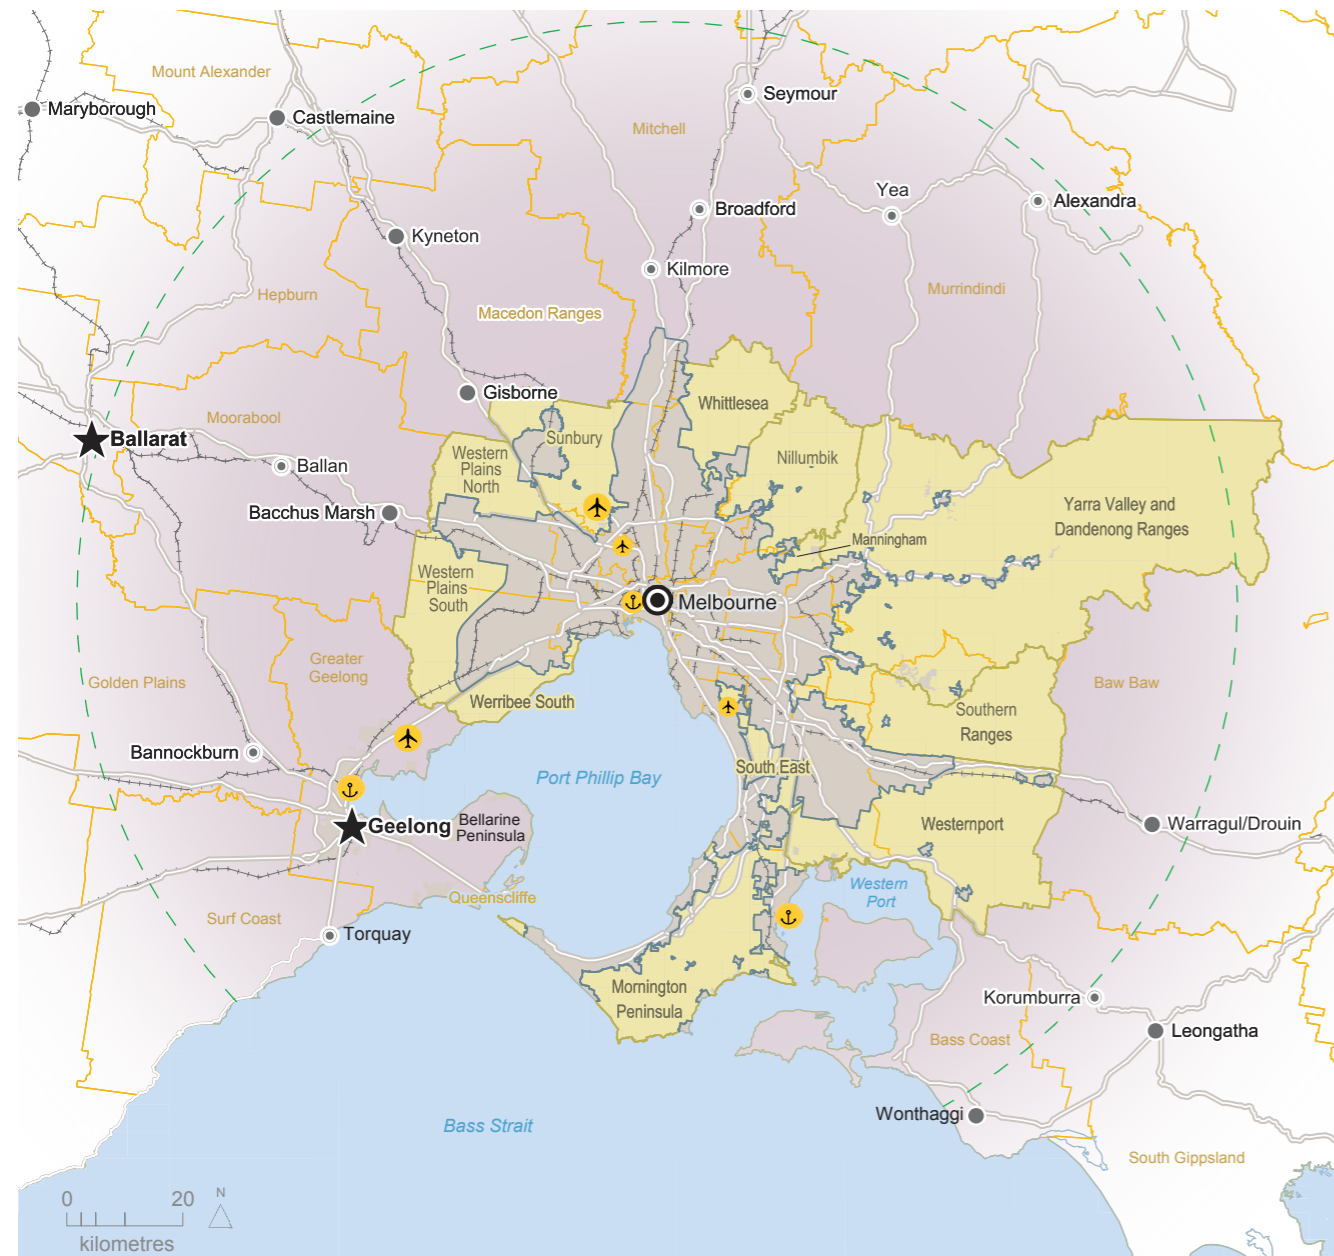 Mount Alexander
Maryborough
Castlemaine
Seymour
Mitchell
Yea
Alexandra
Broadford
Kyneton
Kilmore
Hepburn
Macedon Ranges
Murrindindi
Gisborne
Whittlesea
Moorabool
Ballarat
Sunbury
Western
Plains
North
Nillumbik
Ballan
Bacchus Marsh
Yarra Valley and
Dandenong Ranges
Manningham
Western
Plains
South
Melbourne
Greater
Geelong
Golden Plains
Baw Baw
Werribee South
Southern
Ranges
Bannockburn
Port Phillip Bay
South East
Geelong
Bellarine
Peninsula
Westernport
Warragul/Drouin
Western
Port
Queenscliffe
Surf Coast
Torquay
Mornington
Peninsula
Korumburra
Leongatha
Bass Coast
Wonthaggi
Bass Strait
South Gippsland
0 20
N
kilometres